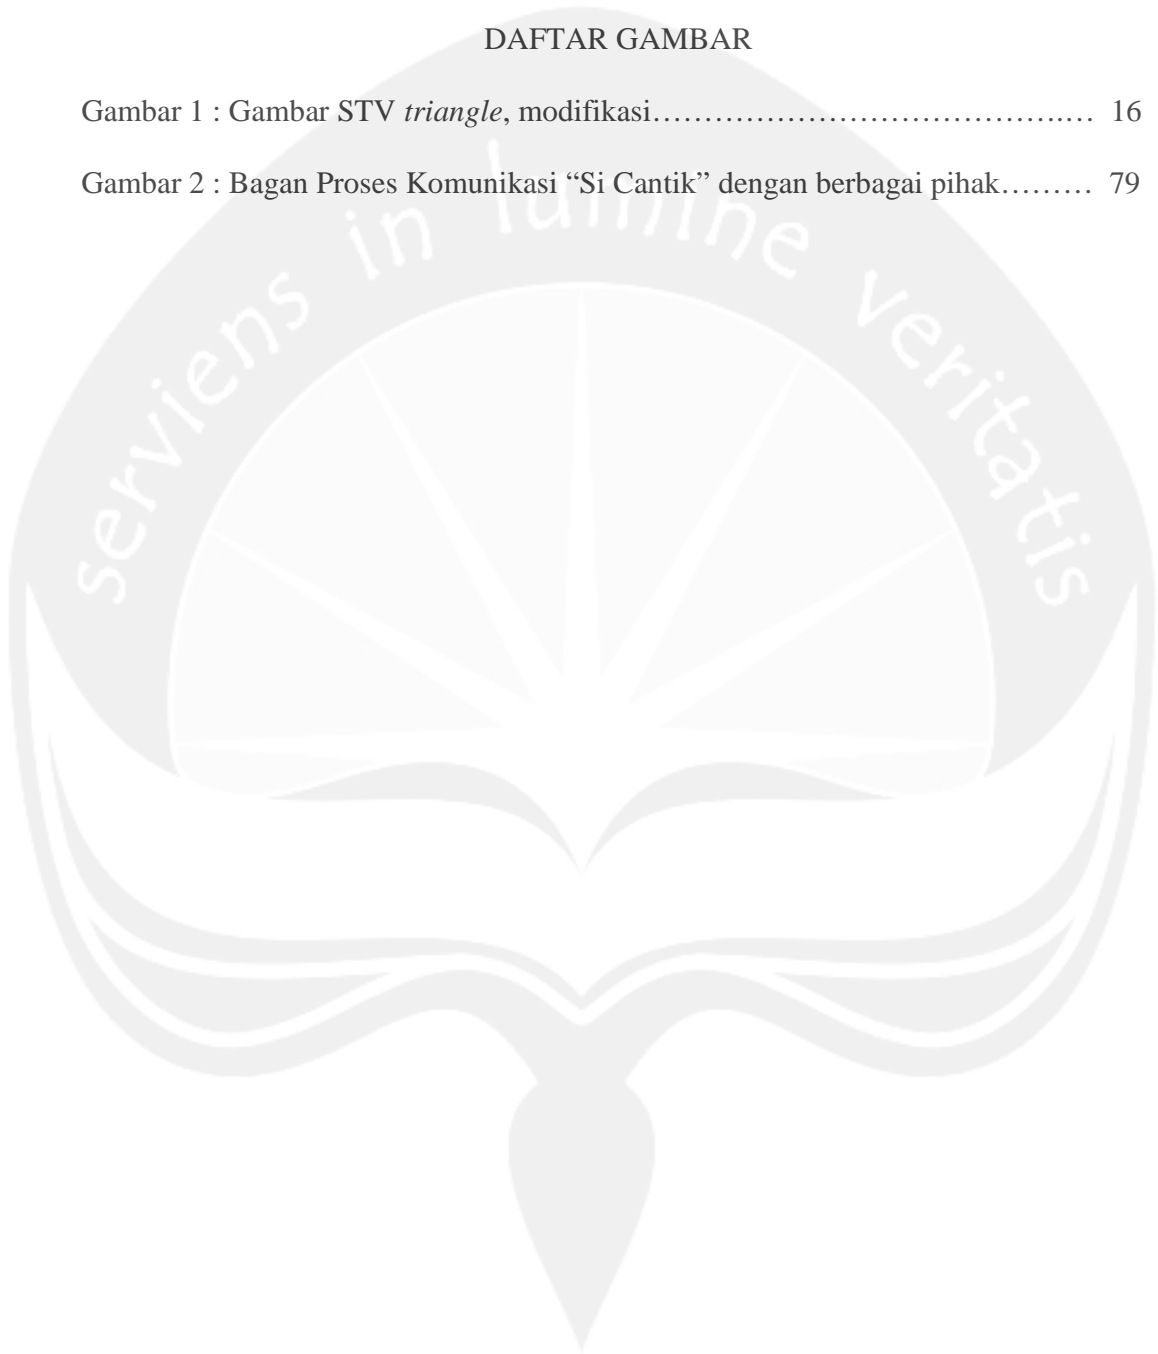 DAFTAR GAMBAR
Gambar 1 : Gambar STV triangle, modifikasi……………………………………….… 16
Gambar 2 : Bagan Proses Komunikasi “Si Cantik” dengan berbagai pihak……… 79
serviens in lumine veritatis